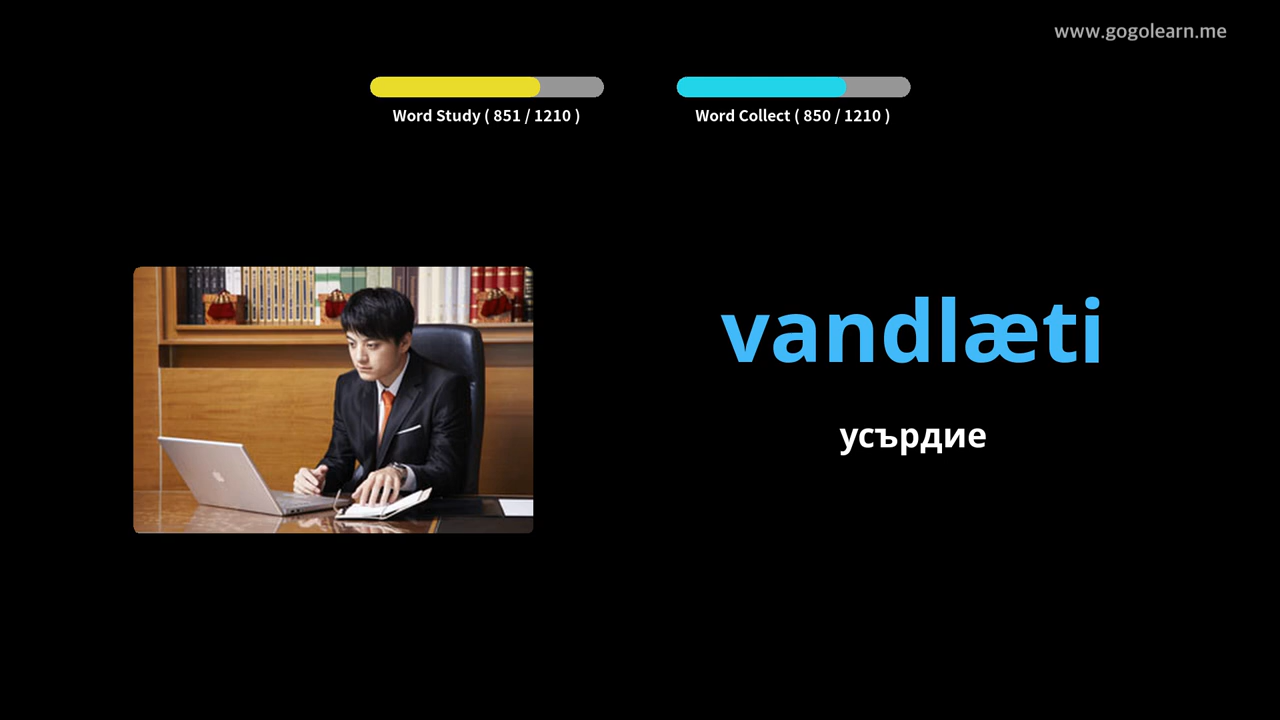 www.gogolearn.me
Word Study ( 851 / 1210 )
Word Collect ( 850 / 1210 )
vandlæti
усърдие